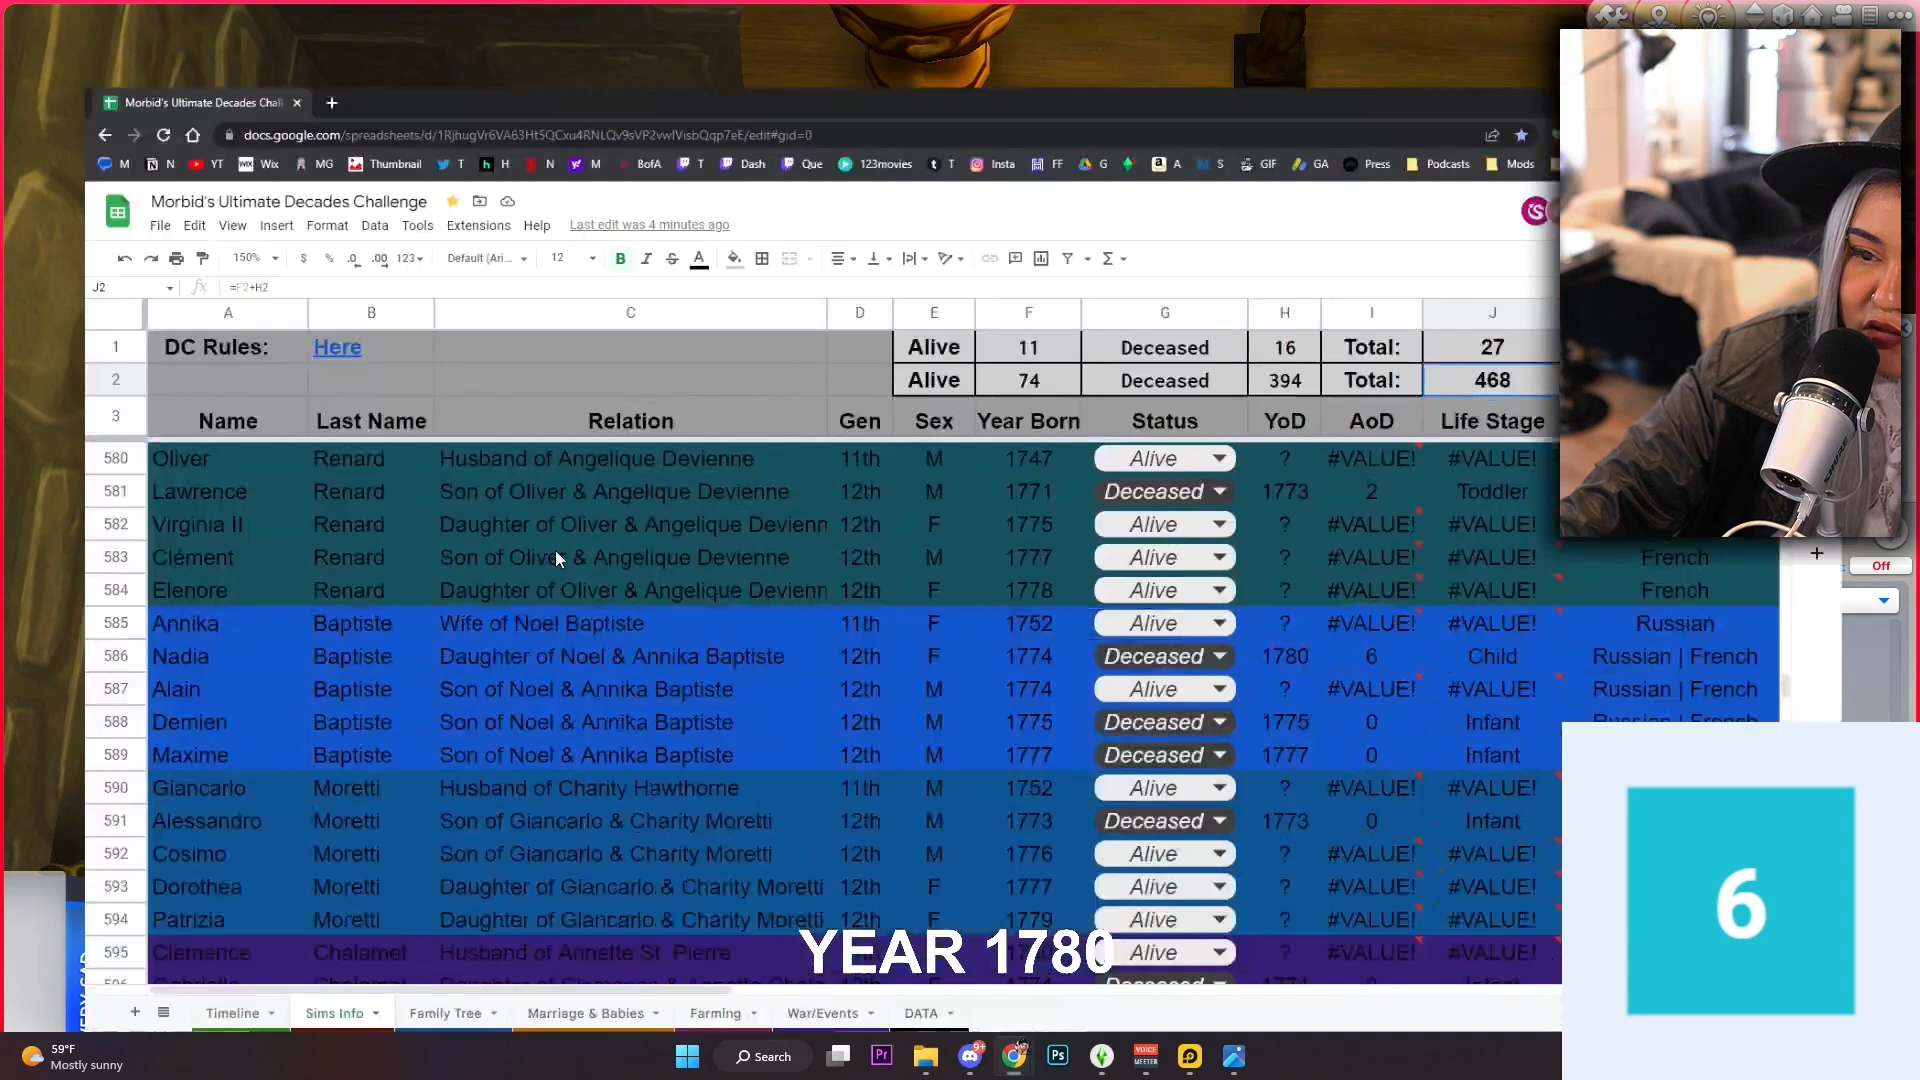 Morbid's Ultimate Decades Chal
docs.google.com/spreadsheets/d/1RjhugVr6VA63Ht5QCxu4RNLQv9sVP2vwIVisbQqp7eE/edit#gid=0
M N YT Wix MG Thumbnail T H N M BofA T Dash Que 123movies T Insta FF G A S GIF GA Press Podcasts Mods
Morbid's Ultimate Decades Challenge
File Edit View Insert Format Data Tools Extensions Help Last edit was 4 minutes ago
150% $ % .0 .00 123 Default (Ari... 12 B I S A
J2 fx =F2+H2
A B C D E F G H I J
1 DC Rules: Here Alive 11 Deceased 16 Total: 27
2 Alive 74 Deceased 394 Total: 468
3 Name Last Name Relation Gen Sex Year Born Status YoD AoD Life Stage
580 Oliver Renard Husband of Angelique Devienne 11th M 1747 Alive ? #VALUE! #VALUE!
581 Lawrence Renard Son of Oliver & Angelique Devienne 12th M 1771 Deceased 1773 2 Toddler
582 Virginia II Renard Daughter of Oliver & Angelique Devienn 12th F 1775 Alive ? #VALUE! #VALUE!
583 Clément Renard Son of Oliver & Angelique Devienne 12th M 1777 Alive ? #VALUE! #VALUE! French
584 Elenore Renard Daughter of Oliver & Angelique Devienn 12th F 1778 Alive ? #VALUE! #VALUE! French
585 Annika Baptiste Wife of Noel Baptiste 11th F 1752 Alive ? #VALUE! #VALUE! Russian
586 Nadia Baptiste Daughter of Noel & Annika Baptiste 12th F 1774 Deceased 1780 6 Child Russian | French
587 Alain Baptiste Son of Noel & Annika Baptiste 12th M 1774 Alive ? #VALUE! #VALUE! Russian | French
588 Demien Baptiste Son of Noel & Annika Baptiste 12th M 1775 Deceased 1775 0 Infant Russian | French
589 Maxime Baptiste Son of Noel & Annika Baptiste 12th M 1777 Deceased 1777 0 Infant
590 Giancarlo Moretti Husband of Charity Hawthorne 11th M 1752 Alive ? #VALUE! #VALUE!
591 Alessandro Moretti Son of Giancarlo & Charity Moretti 12th M 1773 Deceased 1773 0 Infant
592 Cosimo Moretti Son of Giancarlo & Charity Moretti 12th M 1776 Alive ? #VALUE! #VALUE!
593 Dorothea Moretti Daughter of Giancarlo & Charity Moretti 12th F 1777 Alive ? #VALUE! #VALUE!
594 Patrizia Moretti Daughter of Giancarlo & Charity Moretti 12th F 1779 Alive ? #VALUE! #VALUE!
595 Clemence Chalamet Husband of Annette St. Pierre Alive ? #VALUE! #VALUE!
YEAR 1780
Timeline Sims Info Family Tree Marriage & Babies Farming War/Events DATA
Off
6
59°F
Mostly sunny
Search
Pr
9+
Ps
VOICE
MEETER
SHURE